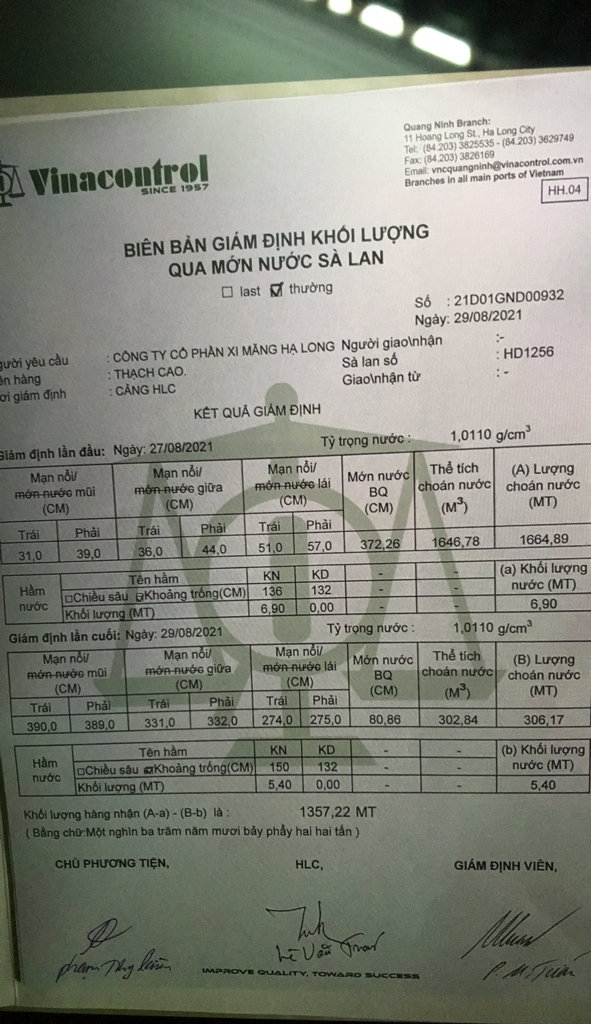 Vinacontrol
SINCE 1957
Quang Ninh Branch:
11 Hoang Long St., Ha Long City
Tel: (84.203) 3825535 - (84.203) 3629749
Fax: (84.203) 3826169
Email: vncquangninh@vinacontrol.com.vn
Branches in all main ports of Vietnam
HH.04
BIÊN BẢN GIÁM ĐỊNH KHỐI LƯỢNG
QUA MỚN NƯỚC SÀ LAN
☐ last ☑ thường
Số : 21D01GND00932
Ngày: 29/08/2021
gười yêu cầu : CÔNG TY CỔ PHẦN XI MĂNG HẠ LONG Người giao\nhận :-
ên hàng : THẠCH CAO. Sà lan số : HD1256
ơi giám định : CẢNG HLC Giao\nhận từ : -
KẾT QUẢ GIÁM ĐỊNH
Giám định lần đầu: Ngày: 27/08/2021 Tỷ trọng nước : 1,0110 g/cm³
Mạn nổi/ Mạn nổi/ Mạn nổi/ Mớn nước Thể tích (A) Lượng
mớn nước mũi mớn nước giữa mớn nước lái BQ choán nước choán nước
(CM) (CM) (CM) (CM) (M³) (MT)
Trái Phải Trái Phải Trái Phải
31,0 39,0 36,0 44,0 51,0 57,0 372,26 1646,78 1664,89
Hầm nước Tên hầm KN KD - - (a) Khối lượng
☐Chiều sâu ☑Khoảng trống(CM) 136 132 - - nước (MT)
Khối lượng (MT) 6,90 0,00 - - 6,90
Giám định lần cuối: Ngày: 29/08/2021 Tỷ trọng nước : 1,0110 g/cm³
Mạn nổi/ Mạn nổi/ Mạn nổi/ Mớn nước Thể tích (B) Lượng
mớn nước mũi mớn nước giữa mớn nước lái BQ choán nước choán nước
(CM) (CM) (CM) (CM) (M³) (MT)
Trái Phải Trái Phải Trái Phải
390,0 389,0 331,0 332,0 274,0 275,0 80,86 302,84 306,17
Hầm nước Tên hầm KN KD - - (b) Khối lượng
☐Chiều sâu ☑Khoảng trống(CM) 150 132 - - nước (MT)
Khối lượng (MT) 5,40 0,00 - - 5,40
Khối lượng hàng nhận (A-a) - (B-b) là : 1357,22 MT
( Bằng chữ:Một nghìn ba trăm năm mươi bảy phẩy hai hai tấn )
CHỦ PHƯƠNG TIỆN, HLC, GIÁM ĐỊNH VIÊN,
Lê Văn
P. M. Tuấn
IMPROVE QUALITY, TOWARD SUCCESS